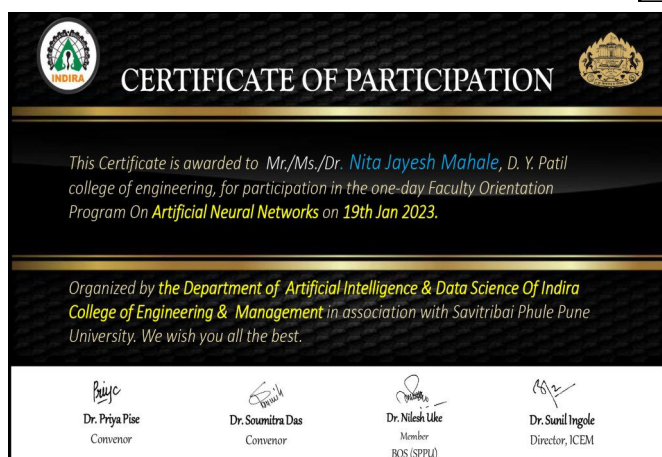 INDIRA
CERTIFICATE OF PARTICIPATION
This Certificate is awarded to Mr./Ms./Dr. Nita Jayesh Mahale, D. Y. Patil
college of engineering, for participation in the one-day Faculty Orientation
Program On Artificial Neural Networks on 19th Jan 2023.
Organized by the Department of Artificial Intelligence & Data Science Of Indira
College of Engineering & Management in association with Savitribai Phule Pune
University. We wish you all the best.
Dr. Priya Pise
Convenor
Dr. Soumitra Das
Convenor
Dr. Nilesh Uke
Member
BOS (SPPU)
Dr. Sunil Ingole
Director, ICEM